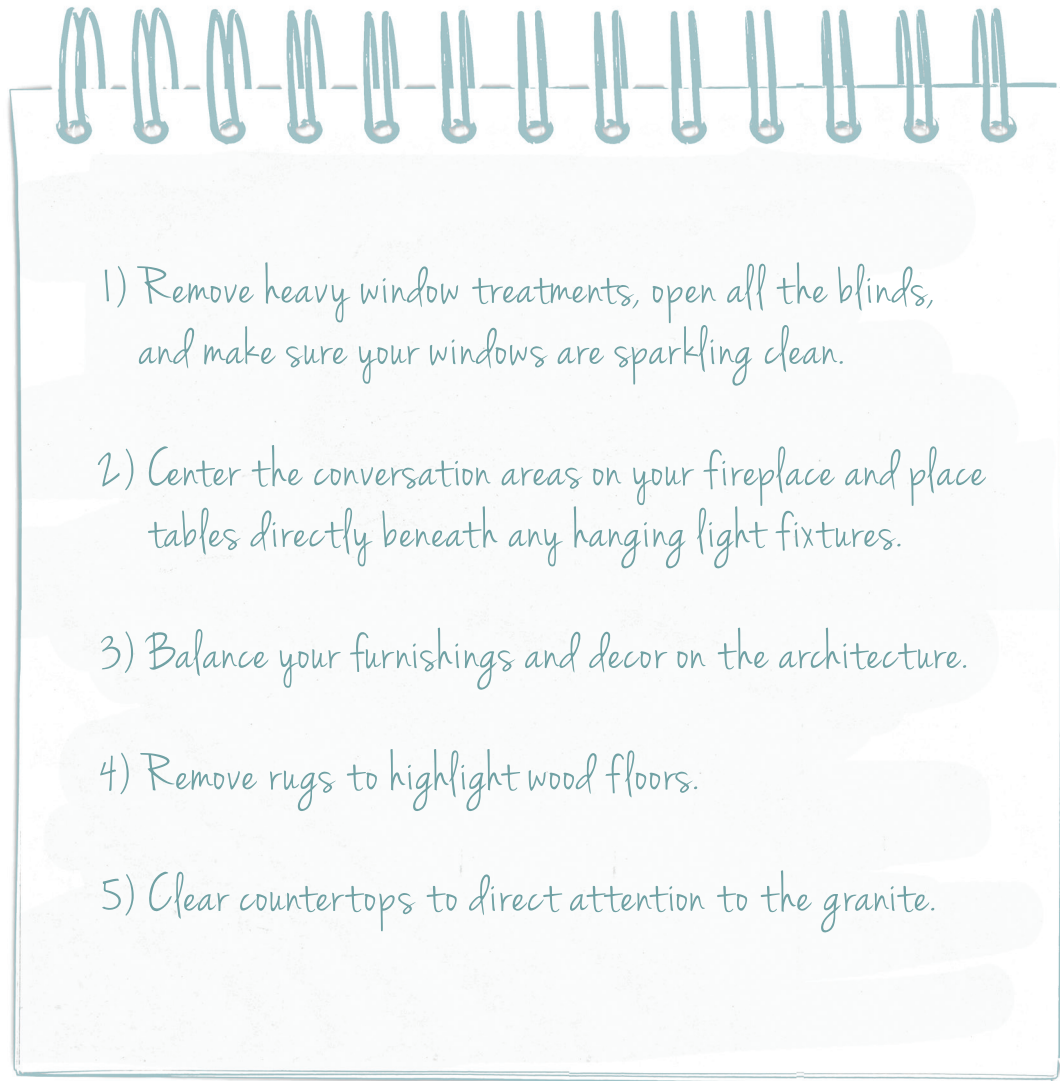 1) Remove heavy window treatments, open all the blinds,
and make sure your windows are sparkling clean.
2) Center the conversation areas on your fireplace and place
tables directly beneath any hanging light fixtures.
3) Balance your furnishings and decor on the architecture.
4) Remove rugs to highlight wood floors.
5) Clear countertops to direct attention to the granite.